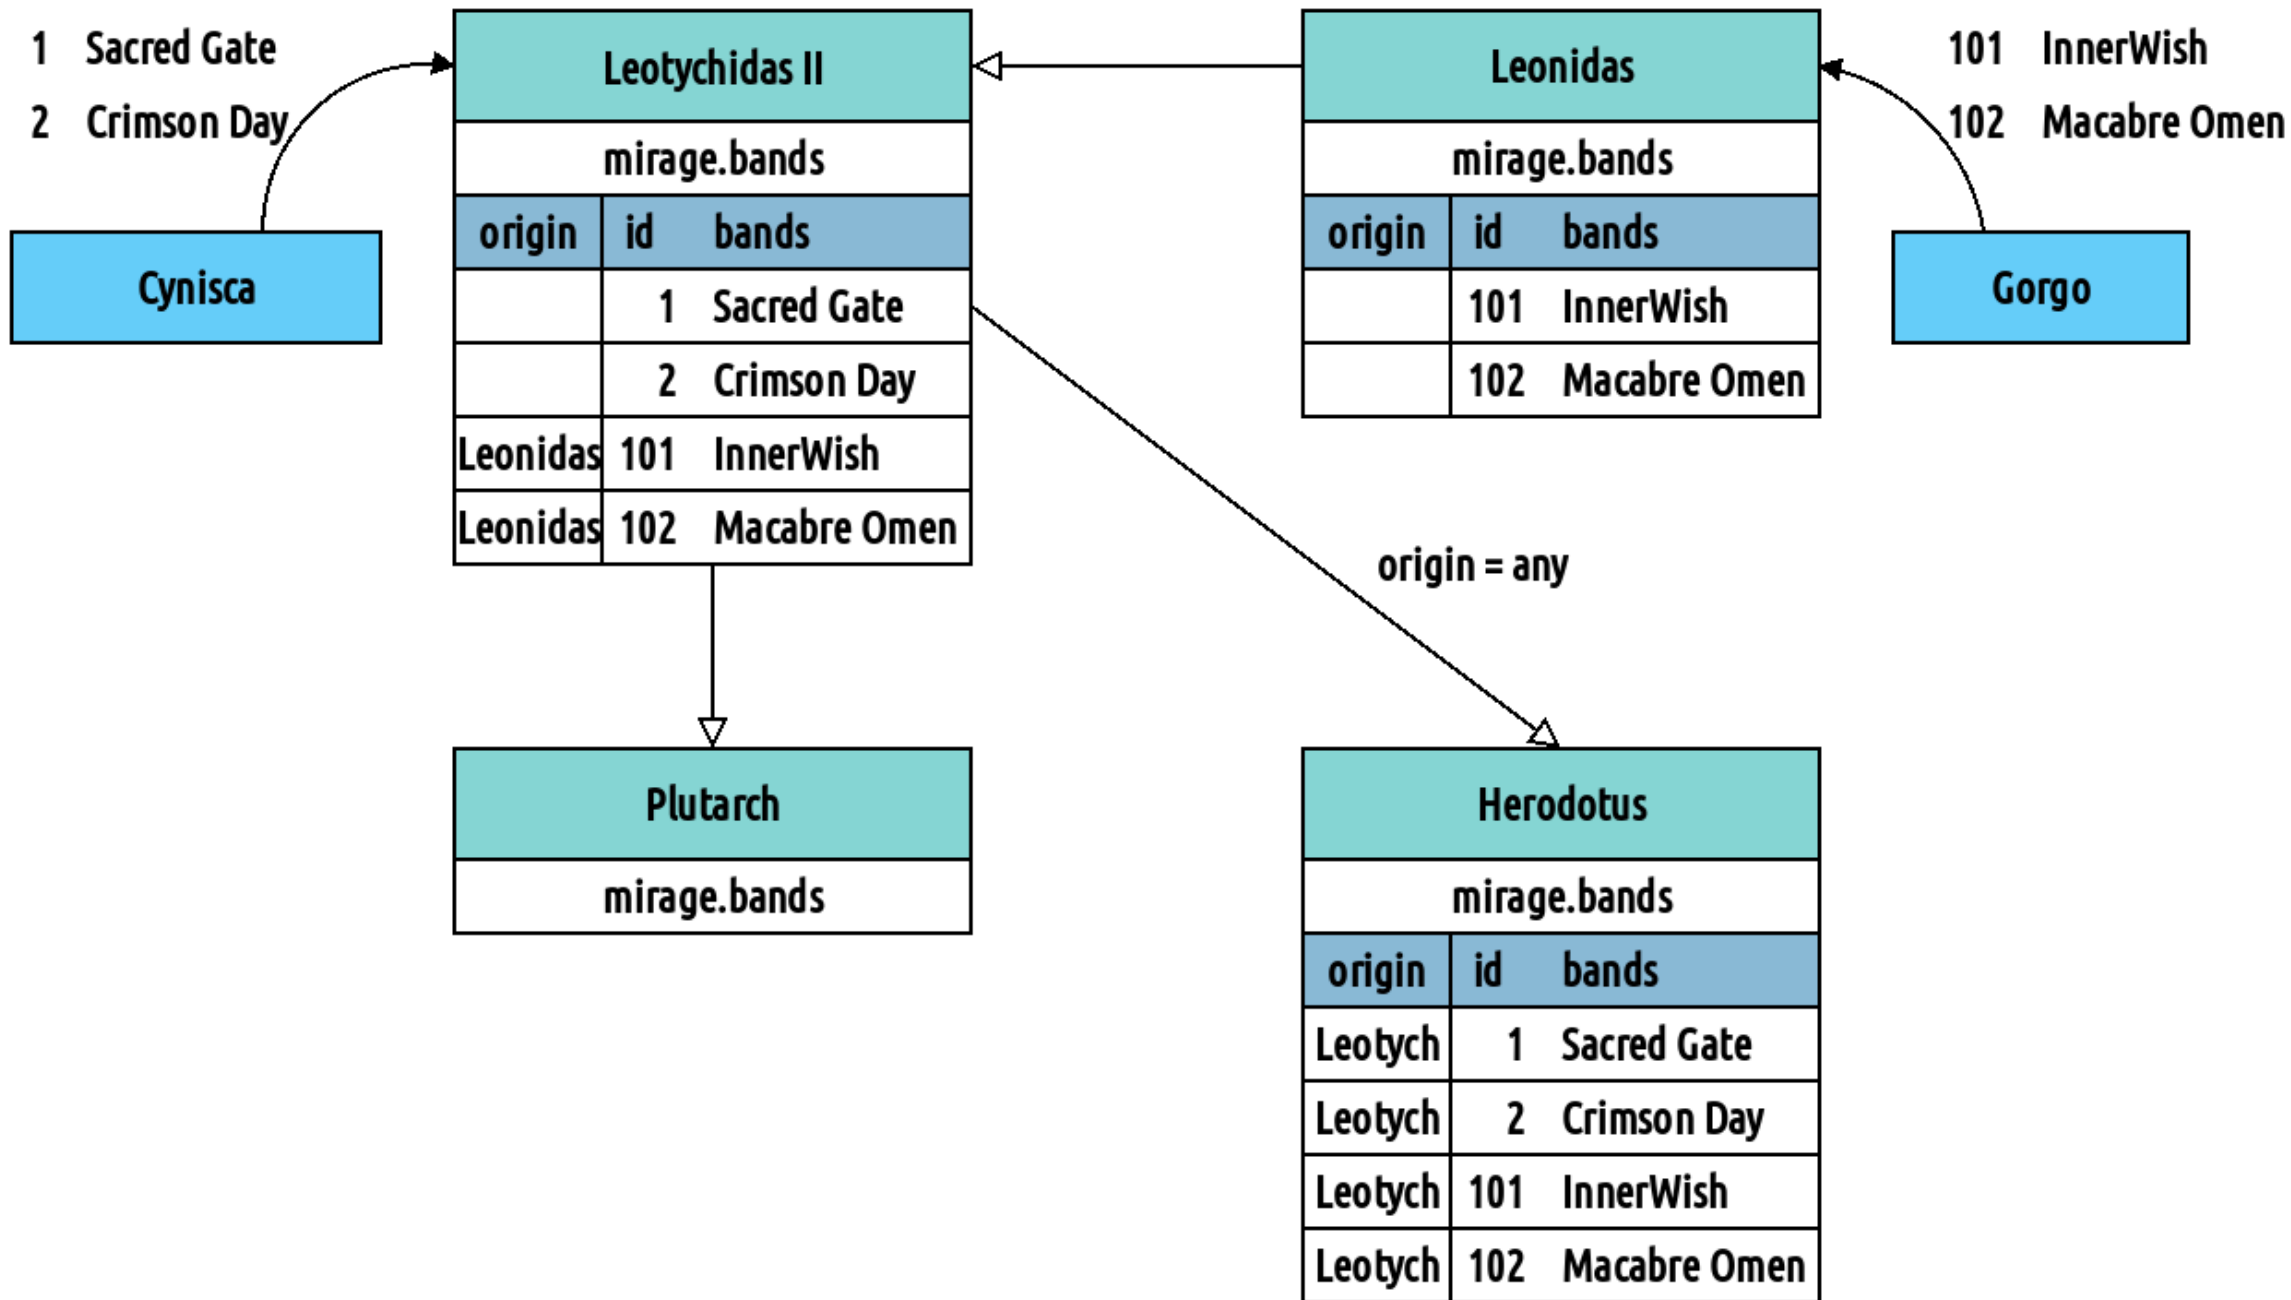 1 Sacred Gate
2 Crimson Day
Cynisca
Leotychidas II
mirage.bands
origin id bands
1 Sacred Gate
2 Crimson Day
Leonidas 101 InnerWish
Leonidas 102 Macabre Omen
Leonidas
mirage.bands
origin id bands
101 InnerWish
102 Macabre Omen
101 InnerWish
102 Macabre Omen
Gorgo
origin = any
Plutarch
mirage.bands
Herodotus
mirage.bands
origin id bands
Leotych 1 Sacred Gate
Leotych 2 Crimson Day
Leotych 101 InnerWish
Leotych 102 Macabre Omen